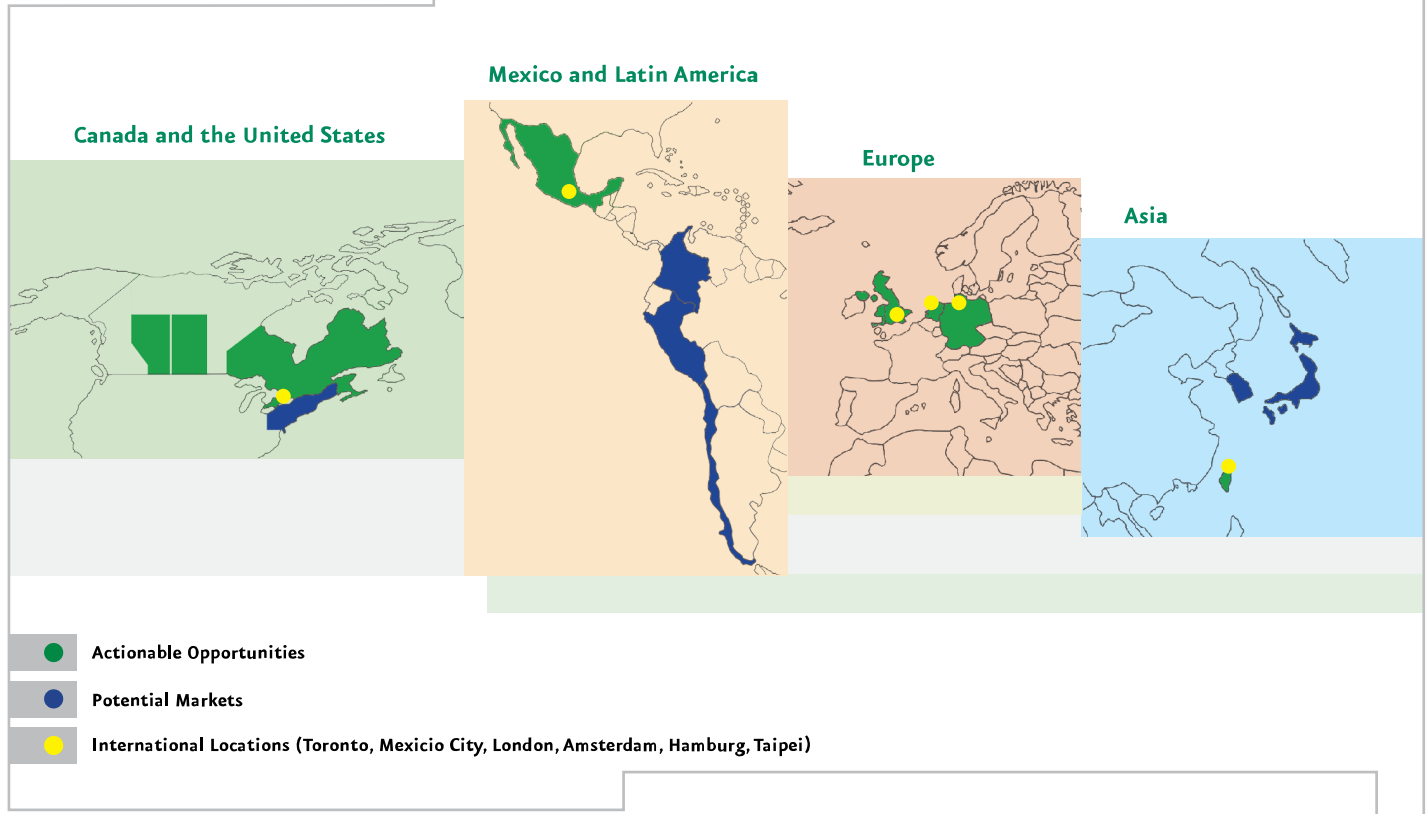 Mexico and Latin America
Canada and the United States
Europe
Asia
Actionable Opportunities
Potential Markets
International Locations (Toronto, Mexicio City, London, Amsterdam, Hamburg, Taipei)